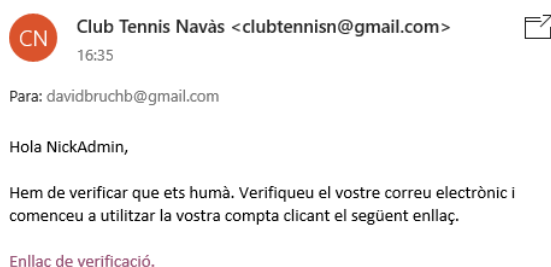 CN
Club Tennis Navàs <clubtennisn@gmail.com>
16:35
Para: davidbruchb@gmail.com
Hola NickAdmin,
Hem de verificar que ets humà. Verifiqueu el vostre correu electrònic i
comenceu a utilitzar la vostra compta clicant el següent enllaç.
Enllaç de verificació.